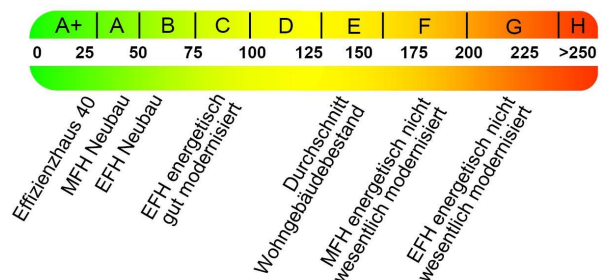 A+ A B C D E F G H
0 25 50 75 100 125 150 175 200 225 >250
Effizienzhaus 40
MFH Neubau
EFH Neubau
EFH energetisch
gut modernisiert
Durchschnitt
Wohngebäudebestand
MFH energetisch nicht
wesentlich modernisiert
EFH energetisch nicht
wesentlich modernisiert